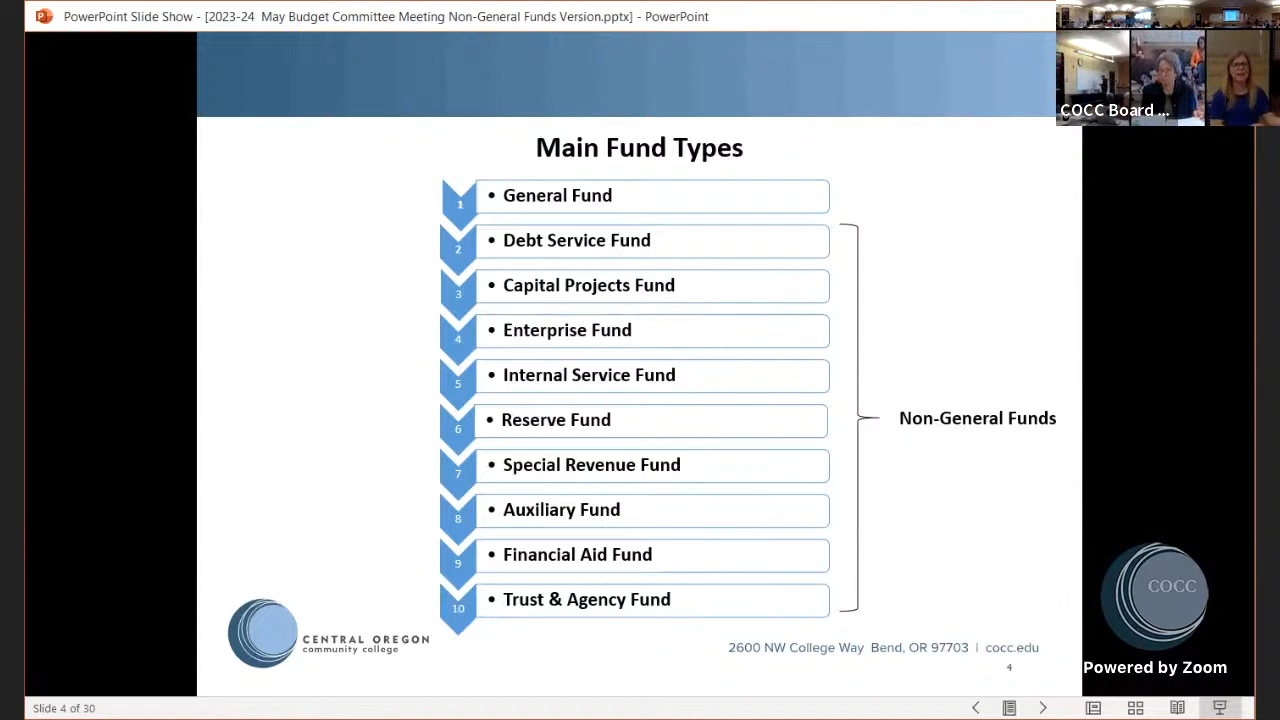 PowerPoint Slide Show - [2023-24  May Budget Committee Meeting Non-General Funds Version.pptx] - PowerPoint
COCC Board ...
Main Fund Types
1 • General Fund
2 • Debt Service Fund
3 • Capital Projects Fund
4 • Enterprise Fund
5 • Internal Service Fund
6 • Reserve Fund
7 • Special Revenue Fund
8 • Auxiliary Fund
9 • Financial Aid Fund
10 • Trust & Agency Fund
Non-General Funds
CENTRAL OREGON
community college
2600 NW College Way  Bend, OR 97703 | cocc.edu
4
COCC
Powered by Zoom
Slide 4 of 30